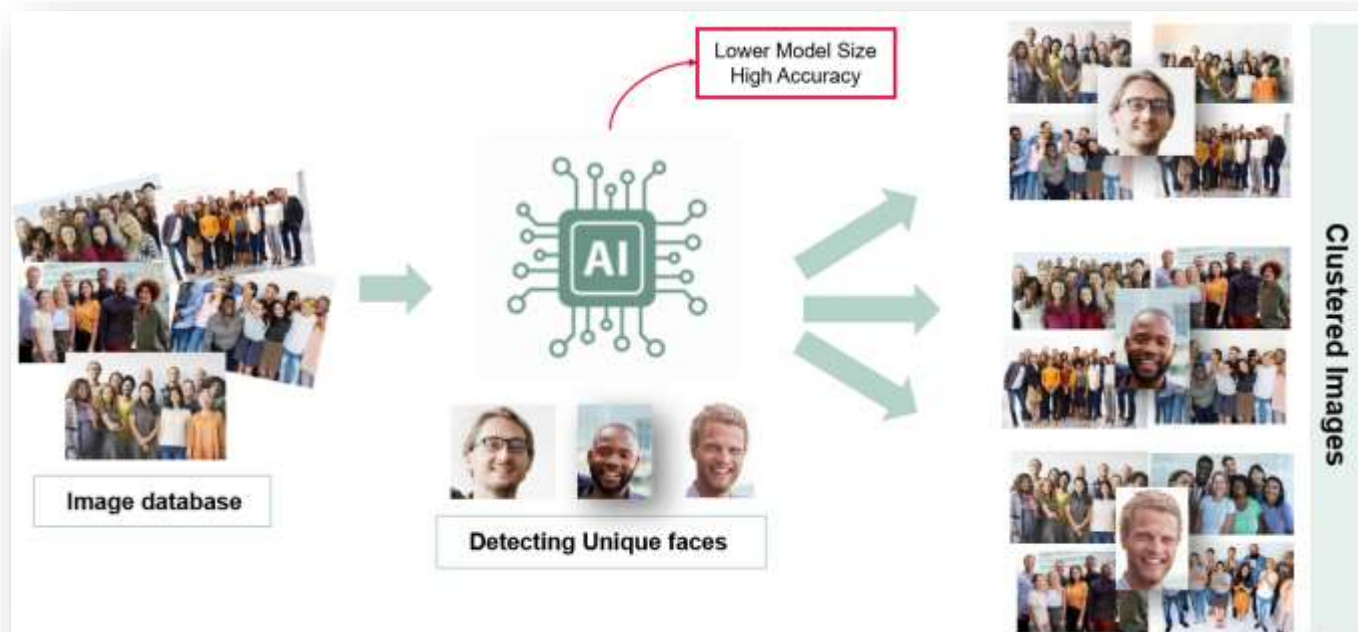 Lower Model Size
High Accuracy
AI
Image database
Detecting Unique faces
Clustered Images